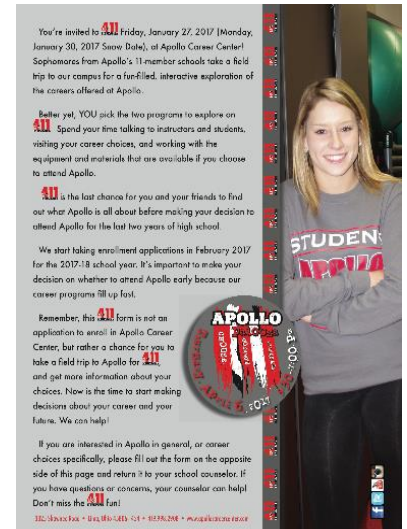 You're invited to 411 Friday, January 27, 2017 (Monday,
January 30, 2017 Snow Date), at Apollo Career Center!
Sophomores from Apollo's 11-member schools take a field
trip to our campus for a fun-filled, interactive exploration of
the careers offered at Apollo.
Better yet, YOU pick the two programs to explore on
411. Spend your time talking to instructors and students,
visiting your career choices, and working with the
equipment and materials that are available if you choose
to attend Apollo.
411 is the last chance for you and your friends to find
out what Apollo is all about before making your decision to
attend Apollo for the last two years of high school.
We start taking enrollment applications in February 2017
for the 2017-18 school year. It's important to make your
decision on whether to attend Apollo early because our
career programs fill up fast.
Remember, this 411 form is not an
application to enroll in Apollo Career
Center, but rather a chance for you to
take a field trip to Apollo for 411,
and get more information about your
choices. Now is the time to start making
decisions about your career and your
future. We can help!
If you are interested in Apollo in general, or career
choices specifically, please fill out the form on the opposite
side of this page and return it to your school counselor. If
you have questions or concerns, your counselor can help!
Don't miss the 411 fun!
STUDENT
APOLLO
APOLLO
2017